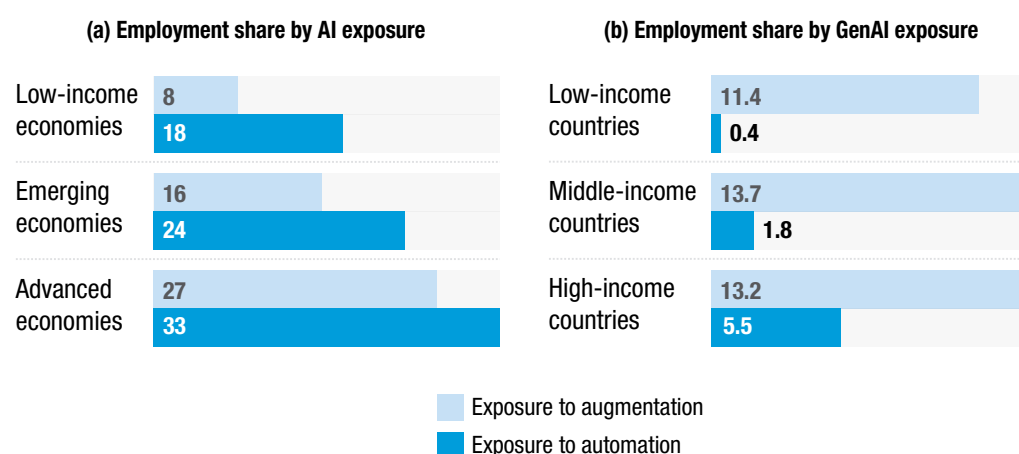 (a) Employment share by AI exposure
Low-income
economies
8
18
Emerging
economies
16
24
Advanced
economies
27
33
(b) Employment share by GenAI exposure
Low-income
countries
11.4
0.4
Middle-income
countries
13.7
1.8
High-income
countries
13.2
5.5
Exposure to augmentation
Exposure to automation